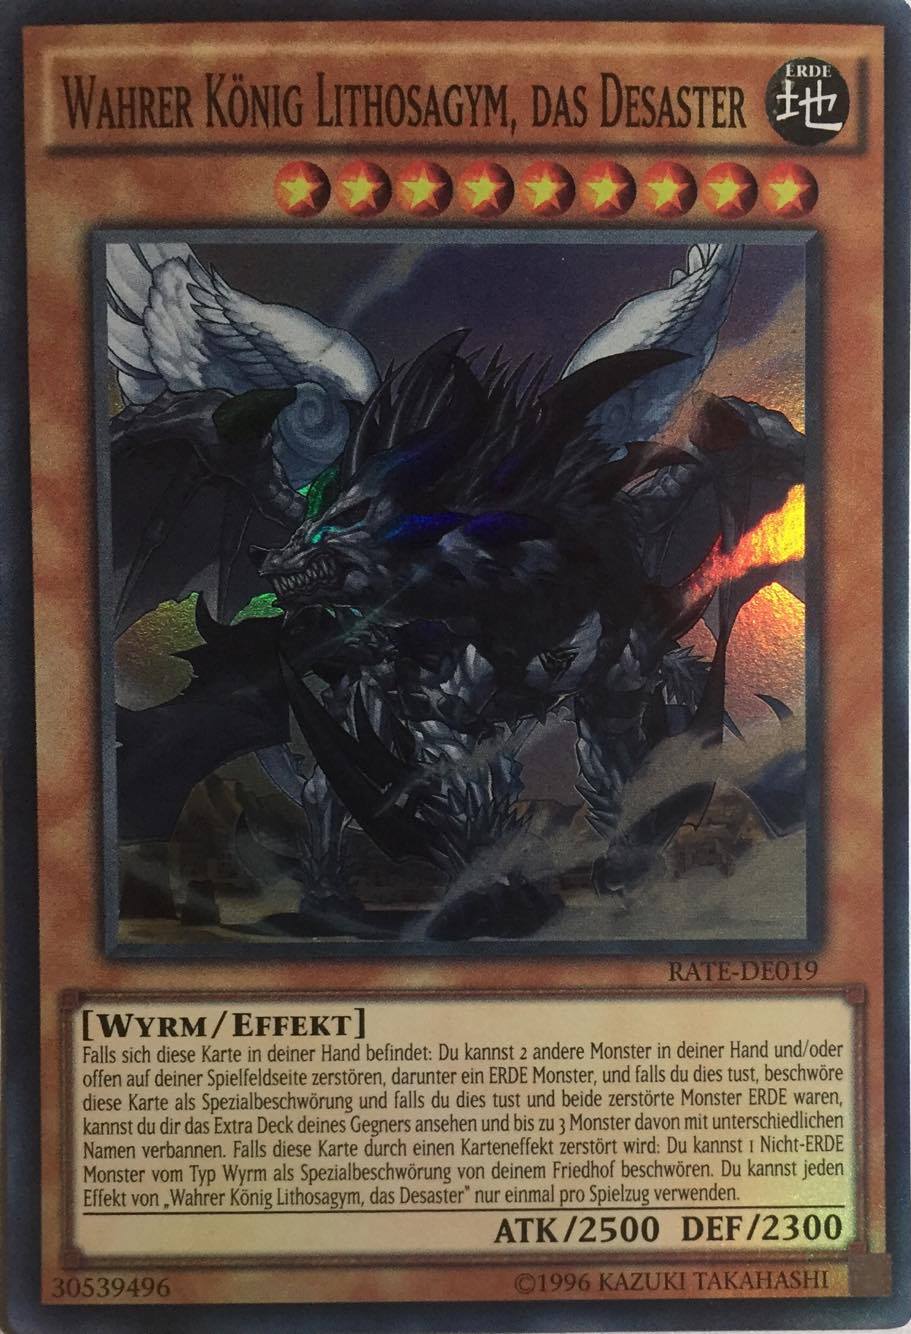 WAHRER KÖNIG LITHOSAGYM, DAS DESASTER
ERDE
地
RATE-DE019
[WYRM/EFFEKT]
Falls sich diese Karte in deiner Hand befindet: Du kannst 2 andere Monster in deiner Hand und/oder
offen auf deiner Spielfeldseite zerstören, darunter ein ERDE Monster, und falls du dies tust, beschwöre
diese Karte als Spezialbeschwörung und falls du dies tust und beide zerstörte Monster ERDE waren,
kannst du dir das Extra Deck deines Gegners ansehen und bis zu 3 Monster davon mit unterschiedlichen
Namen verbannen. Falls diese Karte durch einen Karteneffekt zerstört wird: Du kannst 1 Nicht-ERDE
Monster vom Typ Wyrm als Spezialbeschwörung von deinem Friedhof beschwören. Du kannst jeden
Effekt von „Wahrer König Lithosagym, das Desaster" nur einmal pro Spielzug verwenden.
ATK/2500 DEF/2300
30539496
©1996 KAZUKI TAKAHASHI